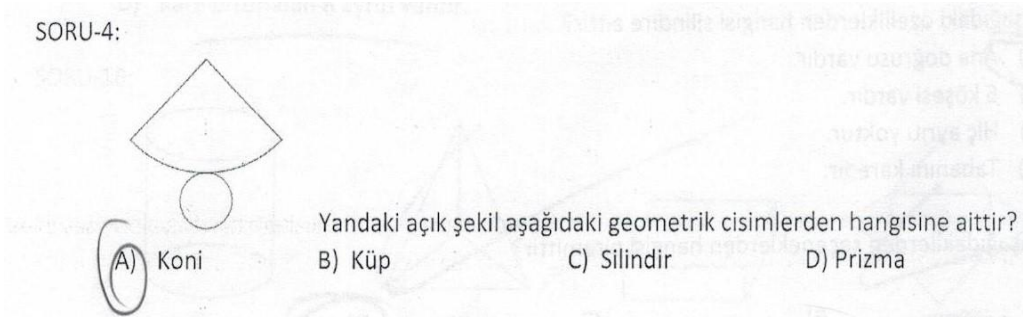 SORU-4:
Yandaki açık şekil aşağıdaki geometrik cisimlerden hangisine aittir?
A) Koni B) Küp C) Silindir D) Prizma